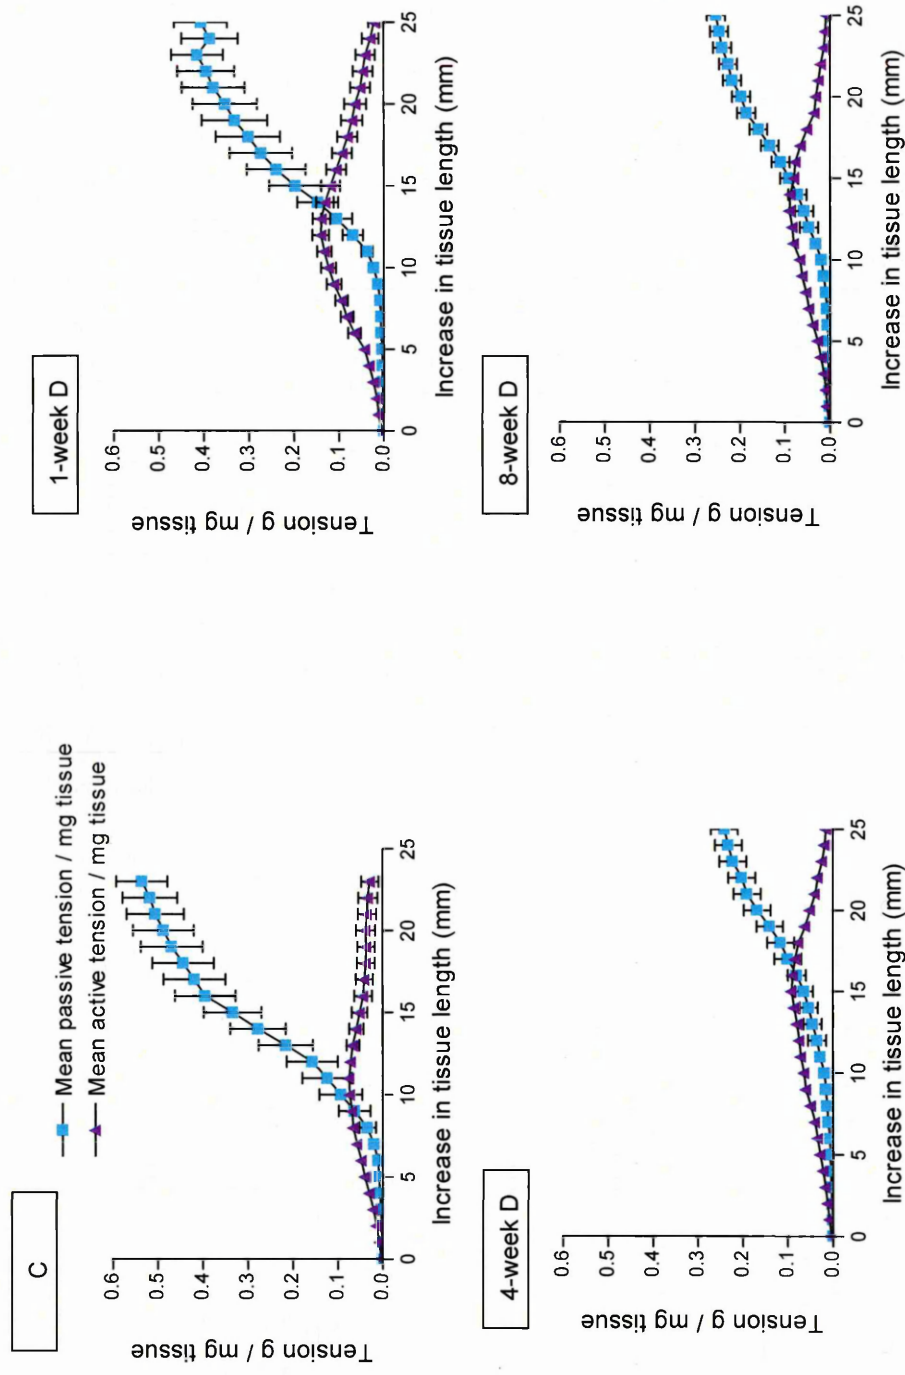 C
Mean passive tension / mg tissue
Mean active tension / mg tissue
Tension g / mg tissue
0.6
0.5
0.4
0.3
0.2
0.1
0.0
0 5 10 15 20 25
Increase in tissue length (mm)
1-week D
Tension g / mg tissue
0.6
0.5
0.4
0.3
0.2
0.1
0.0
0 5 10 15 20 25
Increase in tissue length (mm)
4-week D
Tension g / mg tissue
0.6
0.5
0.4
0.3
0.2
0.1
0.0
0 5 10 15 20 25
Increase in tissue length (mm)
8-week D
Tension g / mg tissue
0.6
0.5
0.4
0.3
0.2
0.1
0.0
0 5 10 15 20 25
Increase in tissue length (mm)